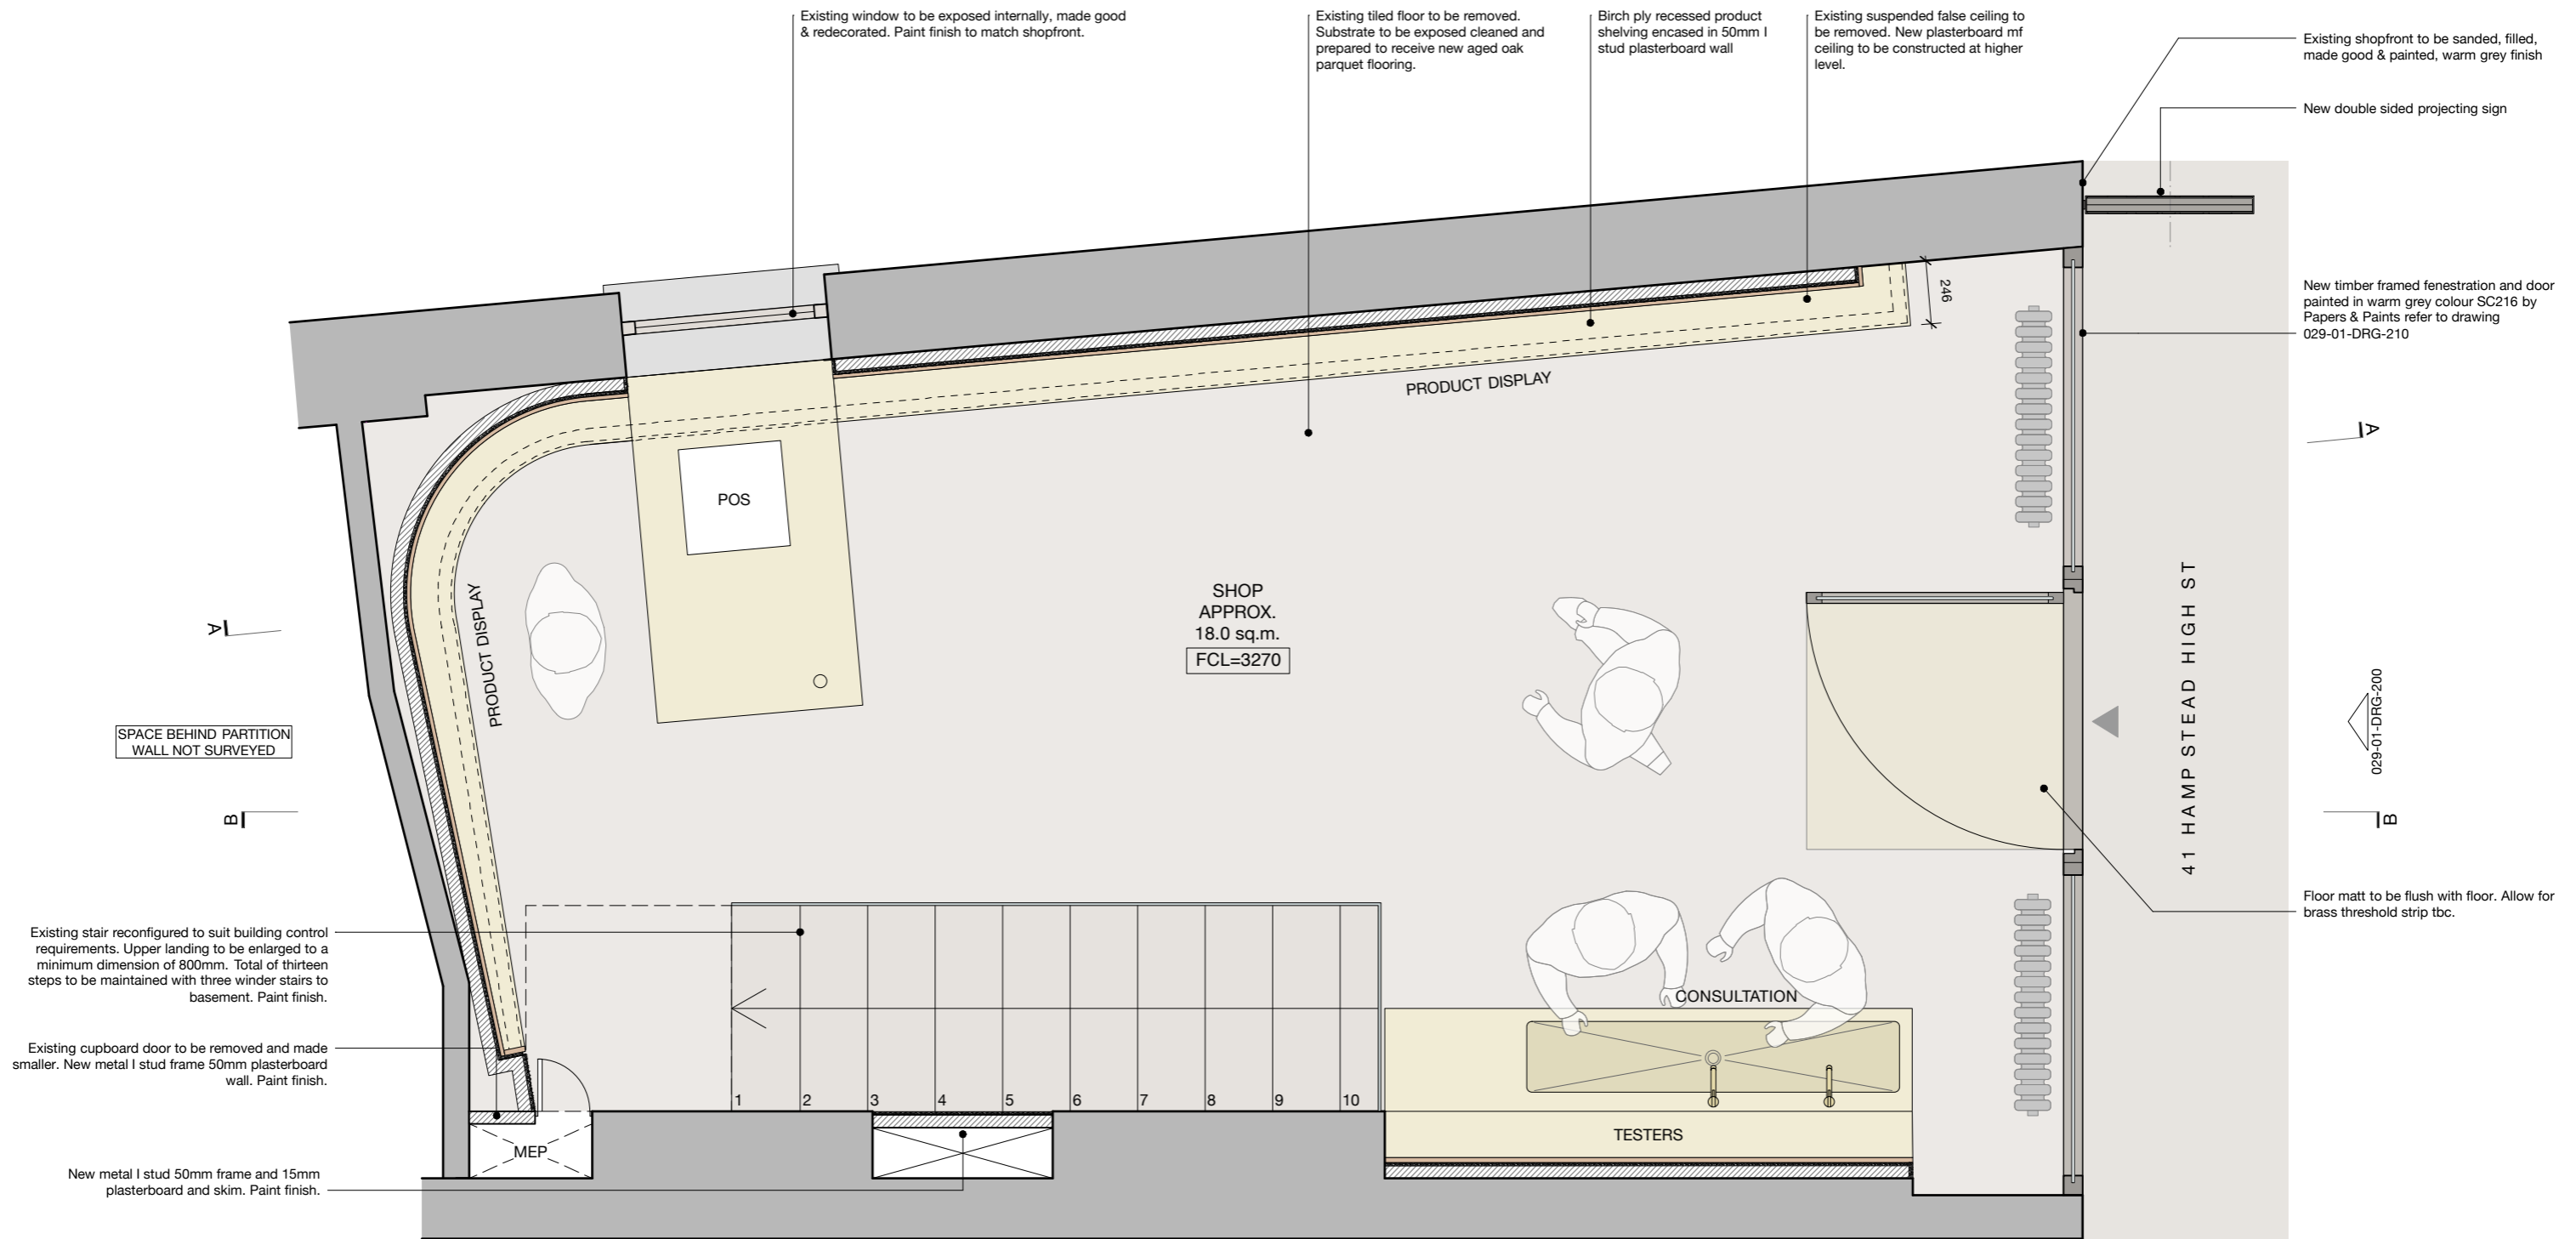 Existing window to be exposed internally, made good
& redecorated. Paint finish to match shopfront.
Existing tiled floor to be removed.
Substrate to be exposed cleaned and
prepared to receive new aged oak
parquet flooring.
Birch ply recessed product
shelving encased in 50mm I
stud plasterboard wall
Existing suspended false ceiling to
be removed. New plasterboard mf
ceiling to be constructed at higher
level.
Existing shopfront to be sanded, filled,
made good & painted, warm grey finish
New double sided projecting sign
New timber framed fenestration and door
painted in warm grey colour SC216 by
Papers & Paints refer to drawing
029-01-DRG-210
246
PRODUCT DISPLAY
A
POS
PRODUCT DISPLAY
SHOP
APPROX.
18.0 sq.m.
FCL=3270
41 HAMP STEAD HIGH ST
029-01-DRG-200
A
SPACE BEHIND PARTITION
WALL NOT SURVEYED
B
B
Floor matt to be flush with floor. Allow for
brass threshold strip tbc.
Existing stair reconfigured to suit building control
requirements. Upper landing to be enlarged to a
minimum dimension of 800mm. Total of thirteen
steps to be maintained with three winder stairs to
basement. Paint finish.
CONSULTATION
Existing cupboard door to be removed and made
smaller. New metal I stud frame 50mm plasterboard
wall. Paint finish.
1 2 3 4 5 6 7 8 9 10
TESTERS
MEP
New metal I stud 50mm frame and 15mm
plasterboard and skim. Paint finish.